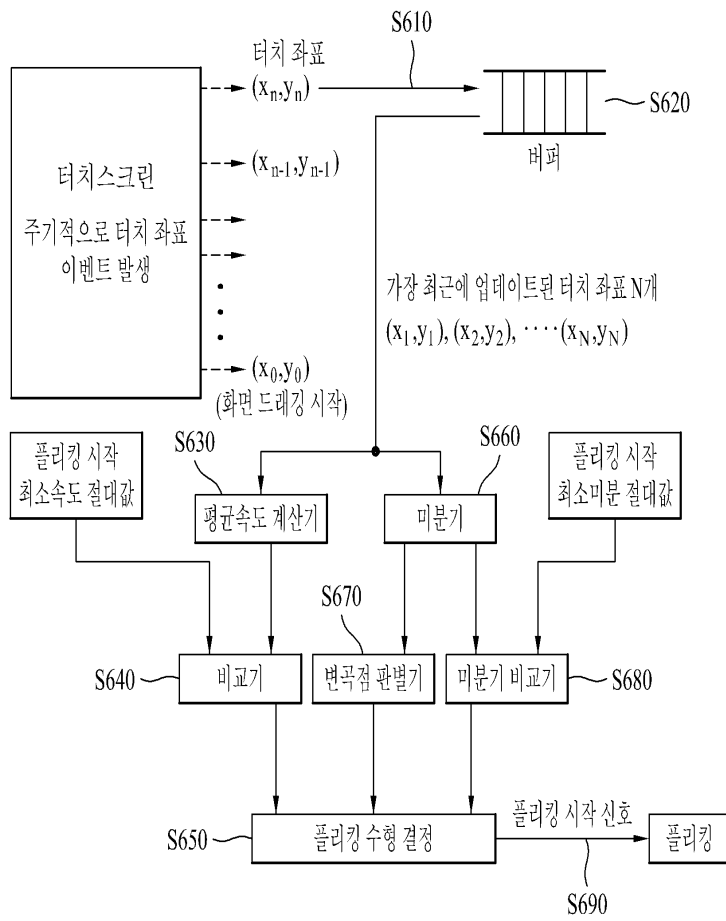 터치 좌표
S610
(xn,yn)
S620
(xn-1,yn-1)
버퍼
터치스크린
주기적으로 터치 좌표
이벤트 발생
가장 최근에 업데이트된 터치 좌표 N개
(x1,y1), (x2,y2), ····(xN,yN)
(x0,y0)
(화면 드래깅 시작)
플리킹 시작
최소속도 절대값
S630
S660
플리킹 시작
최소미분 절대값
평균속도 계산기
미분기
S670
S640
비교기
변곡점 판별기
미분기 비교기
S680
S650
플리킹 수형 결정
플리킹 시작 신호
플리킹
S690